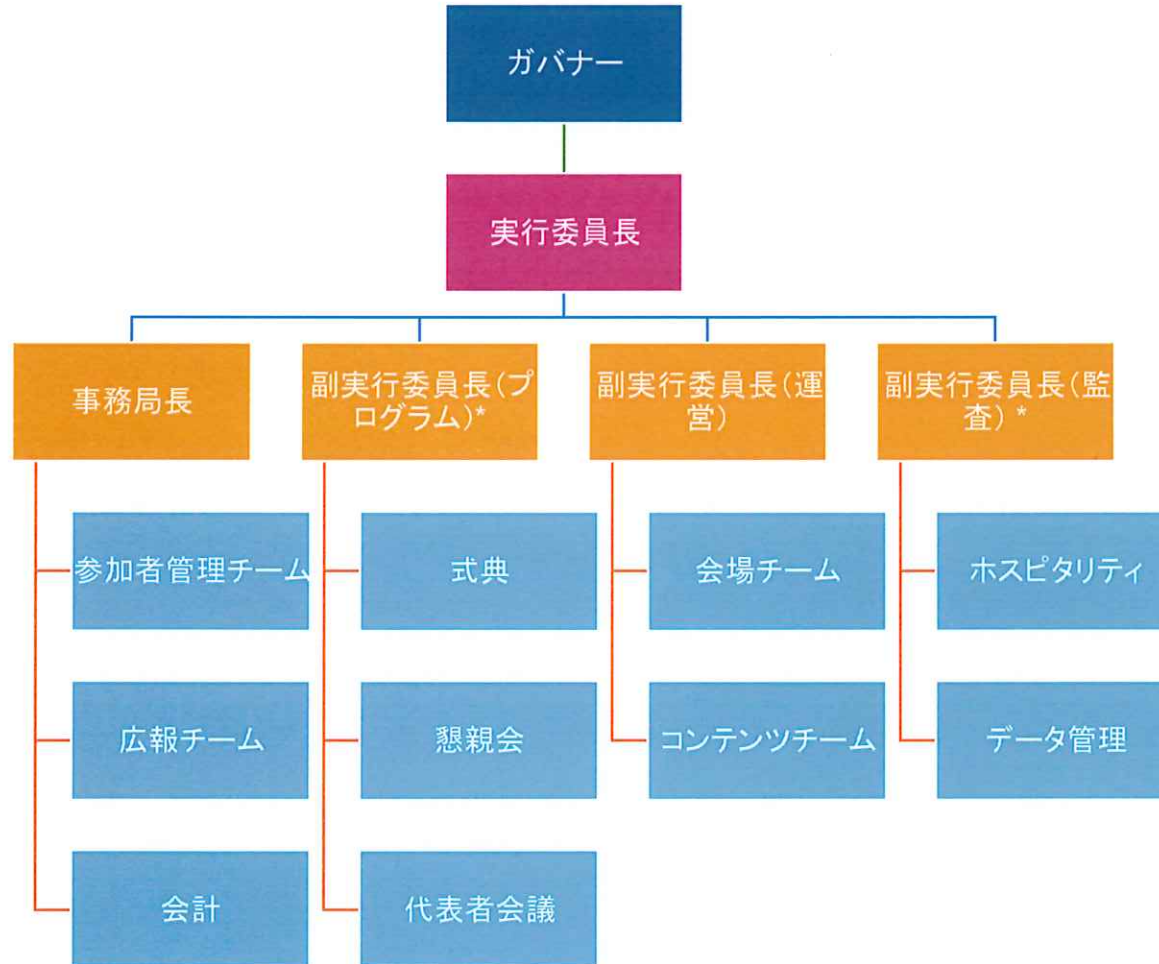 ガバナー
実行委員長
事務局長
副実行委員長(プ
ログラム)*
副実行委員長(運
営)
副実行委員長(監
査)*
参加者管理チーム
式典
会場チーム
ホスピタリティ
広報チーム
懇親会
コンテンツチーム
データ管理
会計
代表者会議